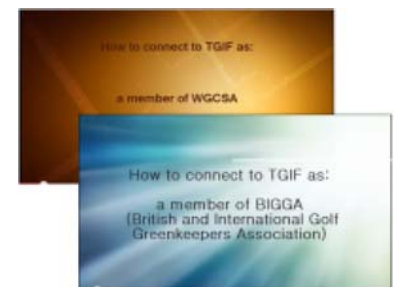 How to connect to TGIF as:
a member of WGCSA
How to connect to TGIF as:
a member of BIGGA
(British and International Golf
Greenkeepers Association)